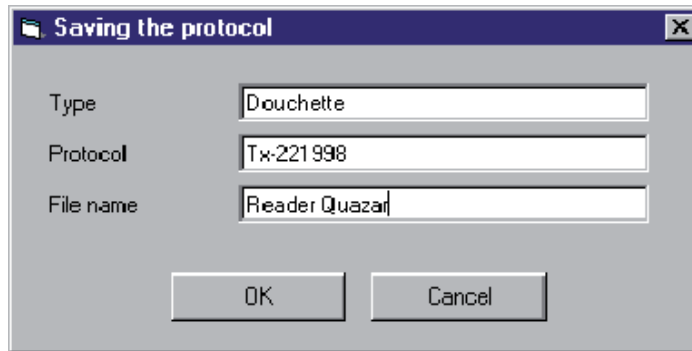 Saving the protocol
Type Douchette
Protocol Tx-221998
File name Reader Quazar
OK Cancel